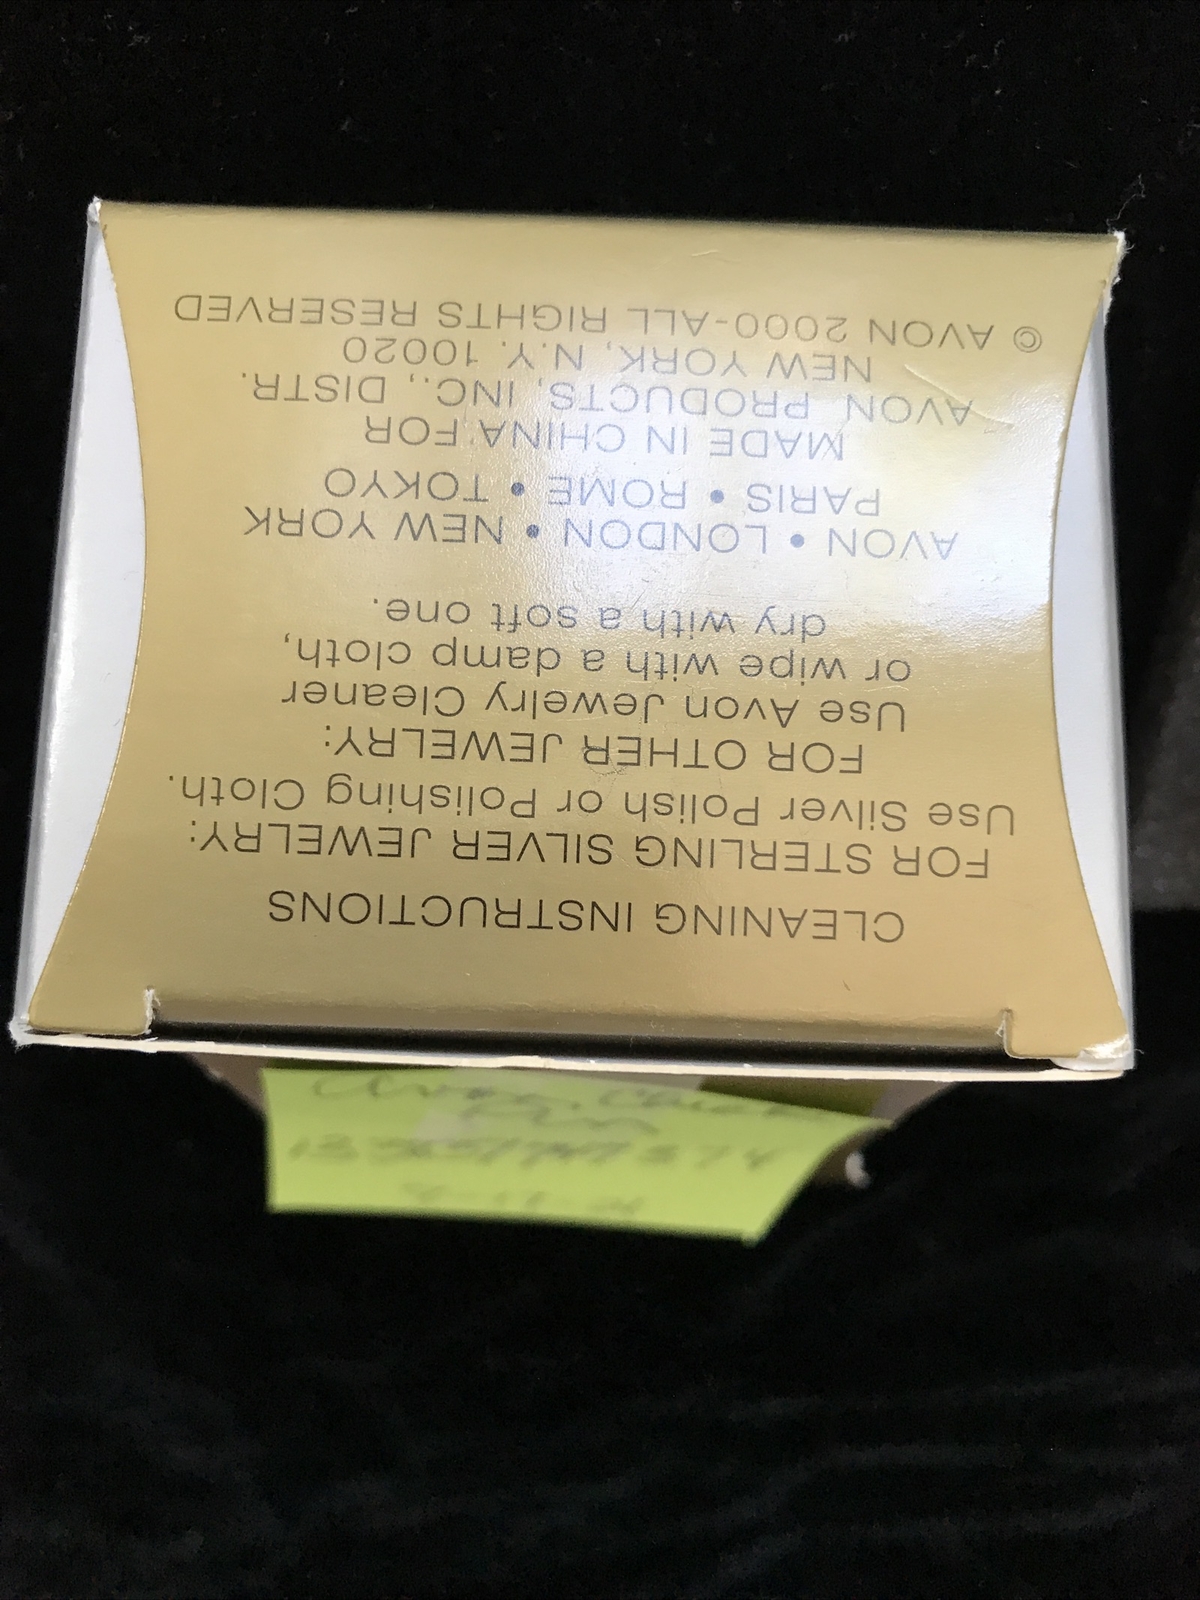 CLEANING INSTRUCTIONS
FOR STERLING SILVER JEWELRY:
Use Silver Polish or Polishing Cloth.
FOR OTHER JEWELRY:
Use Avon Jewelry Cleaner
or wipe with a damp cloth,
dry with a soft one.
AVON • LONDON • NEW YORK
PARIS • ROME • TOKYO
MADE IN CHINA FOR
AVON PRODUCTS, INC., DISTR.
NEW YORK, N.Y. 10020
© AVON 2000-ALL RIGHTS RESERVED
Avon
Pin